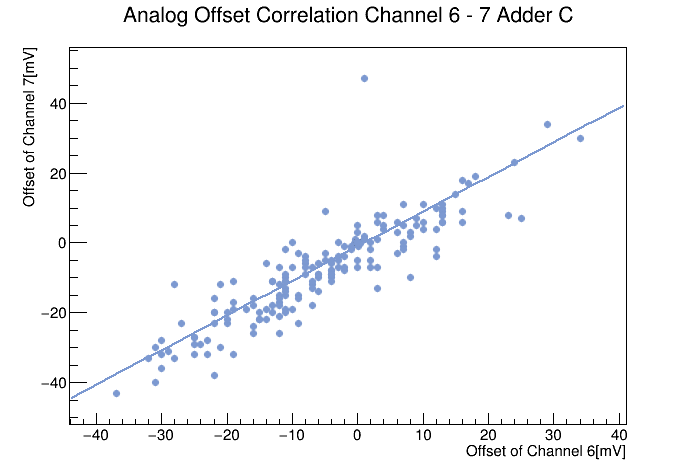 Analog Offset Correlation Channel 6 - 7 Adder C
Offset of Channel 7[mV]
40
20
0
−20
−40
−40 −30 −20 −10 0 10 20 30 40
Offset of Channel 6[mV]